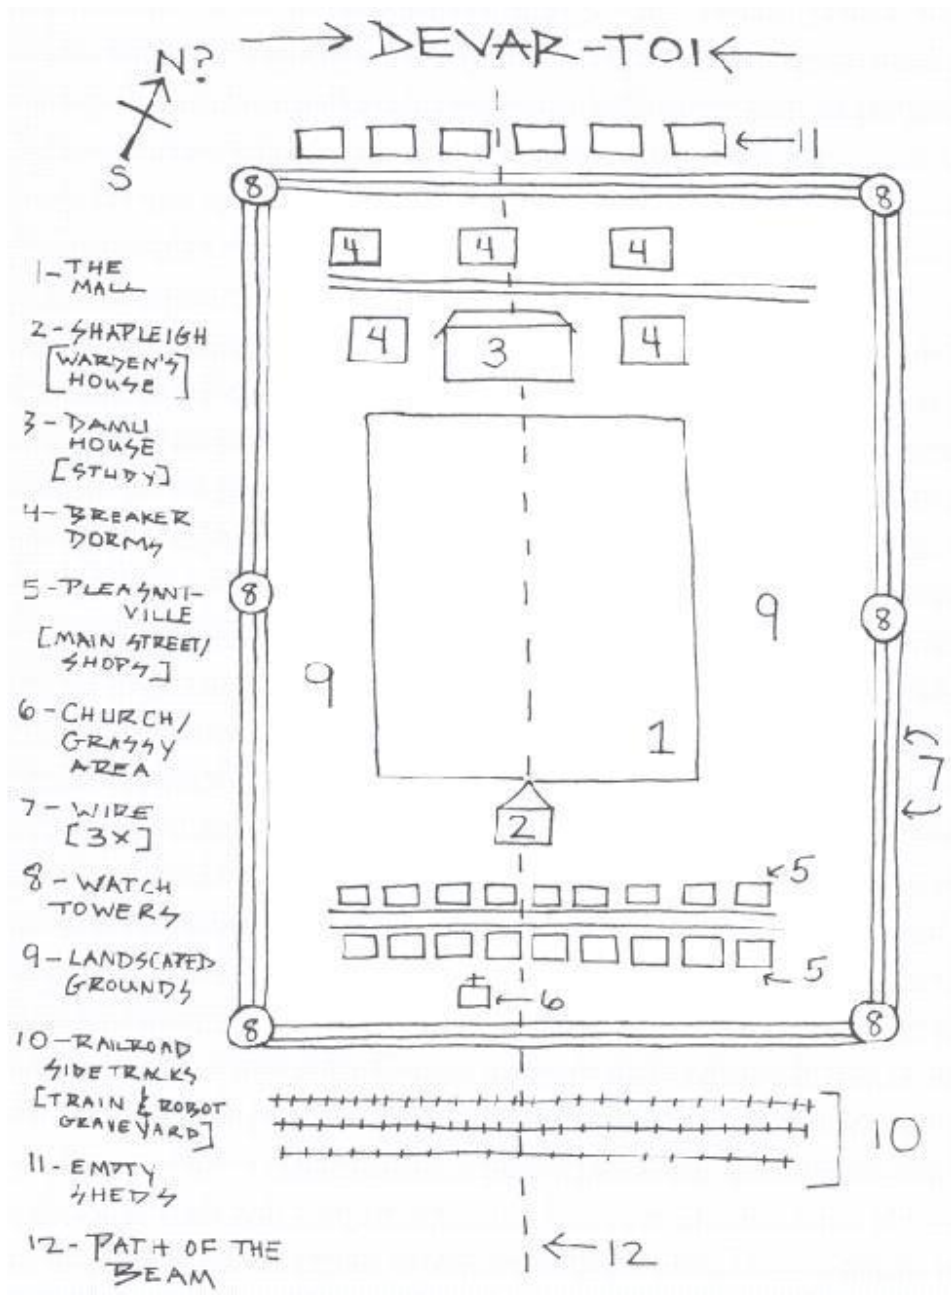 DEVAR-TOI
N?
S
11
8
8
4
4
4
4
3
4
1-THE
MALL
2-SHAPLEIGH
[WARDEN'S
HOUSE]
3-DAMLI
HOUSE
[STUDY]
4-BREAKER
DORMS
5-PLEASANT-
VILLE
[MAIN STREET/
SHOPS]
6-CHURCH/
GRASSY
AREA
7-WIRE
[3X]
8-WATCH
TOWERS
9-LANDSCAPED
GROUNDS
10-RAILROAD
SIDETRACKS
[TRAIN & ROBOT
GRAVEYARD]
11-EMPTY
SHEDS
12-PATH OF THE
BEAM
8
9
8
9
1
7
2
5
5
6
8
8
10
12